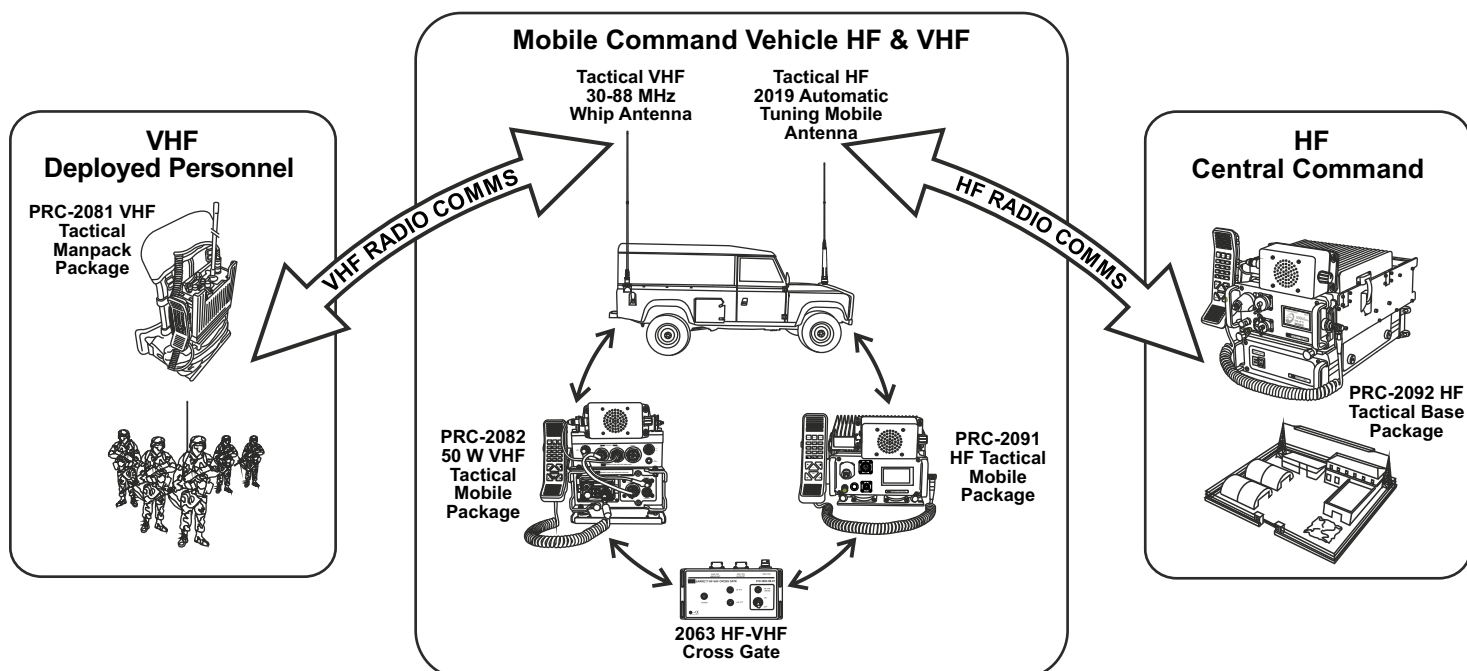 Mobile Command Vehicle HF & VHF
Tactical VHF
30-88 MHz
Whip Antenna
Tactical HF
2019 Automatic
Tuning Mobile
Antenna
VHF
Deployed Personnel
PRC-2081 VHF
Tactical
Manpack
Package
VHF RADIO COMMS
HF RADIO COMMS
HF
Central Command
PRC-2092 HF
Tactical Base
Package
PRC-2082
50 W VHF
Tactical
Mobile
Package
PRC-2091
HF Tactical
Mobile
Package
2063 HF-VHF
Cross Gate